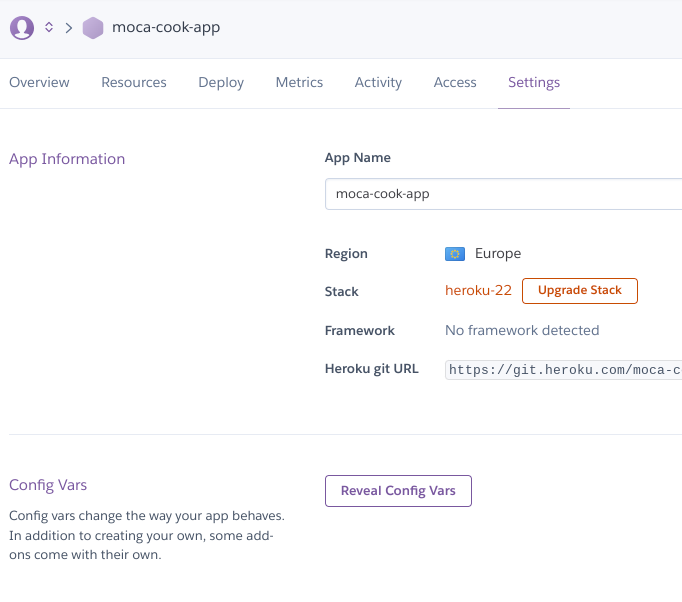 moca-cook-app
Overview Resources Deploy Metrics Activity Access Settings
App Information
App Name
moca-cook-app
Region Europe
Stack heroku-22 Upgrade Stack
Framework No framework detected
Heroku git URL https://git.heroku.com/moca-c
Config Vars
Reveal Config Vars
Config vars change the way your app behaves.
In addition to creating your own, some add-
ons come with their own.